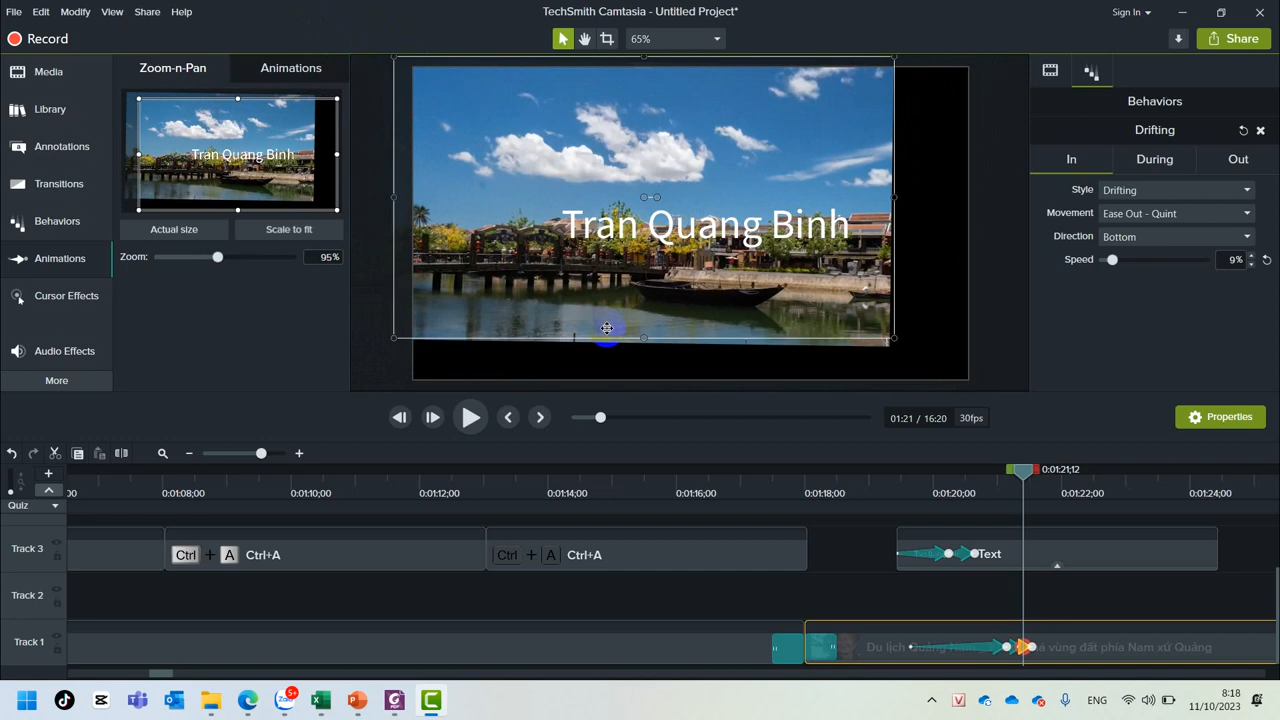 File Edit Modify View Share Help
TechSmith Camtasia - Untitled Project*
Sign In
Record
65%
Share
Media
Library
Annotations
Transitions
Behaviors
Animations
Cursor Effects
Audio Effects
More
Zoom-n-Pan Animations
Tran Quang Binh
Actual size Scale to fit
Zoom: 95%
Tran Quang Binh
Behaviors
Drifting
In During Out
Style Drifting
Movement Ease Out - Quint
Direction Bottom
Speed 9%
01:21 / 16:20 30fps
Properties
0:01:21;12
0:01:08;00 0:01:10;00 0:01:12;00 0:01:14;00 0:01:16;00 0:01:18;00 0:01:20;00 0:01:22;00 0:01:24;00
Quiz
Track 3
Ctrl + A Ctrl+A
Ctrl + A Ctrl+A
Text
Track 2
Track 1
Du lịch Quảng Nam vùng đất phía Nam xứ Quảng
5+
ENG
8:18
11/10/2023